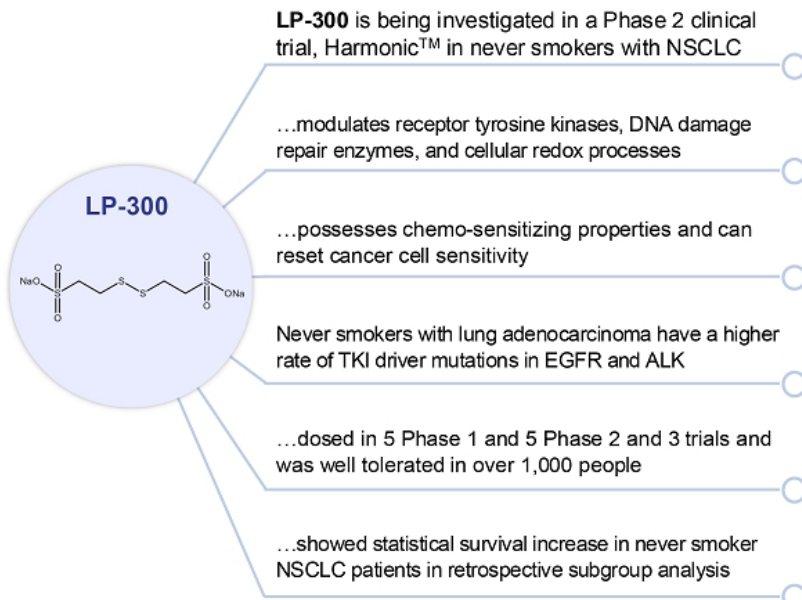 LP-300 is being investigated in a Phase 2 clinical
trial, Harmonic™ in never smokers with NSCLC
…modulates receptor tyrosine kinases, DNA damage
repair enzymes, and cellular redox processes
LP-300
…possesses chemo-sensitizing properties and can
reset cancer cell sensitivity
O
O
NaO
S
S
S
S
ONa
O
O
Never smokers with lung adenocarcinoma have a higher
rate of TKI driver mutations in EGFR and ALK
…dosed in 5 Phase 1 and 5 Phase 2 and 3 trials and
was well tolerated in over 1,000 people
…showed statistical survival increase in never smoker
NSCLC patients in retrospective subgroup analysis